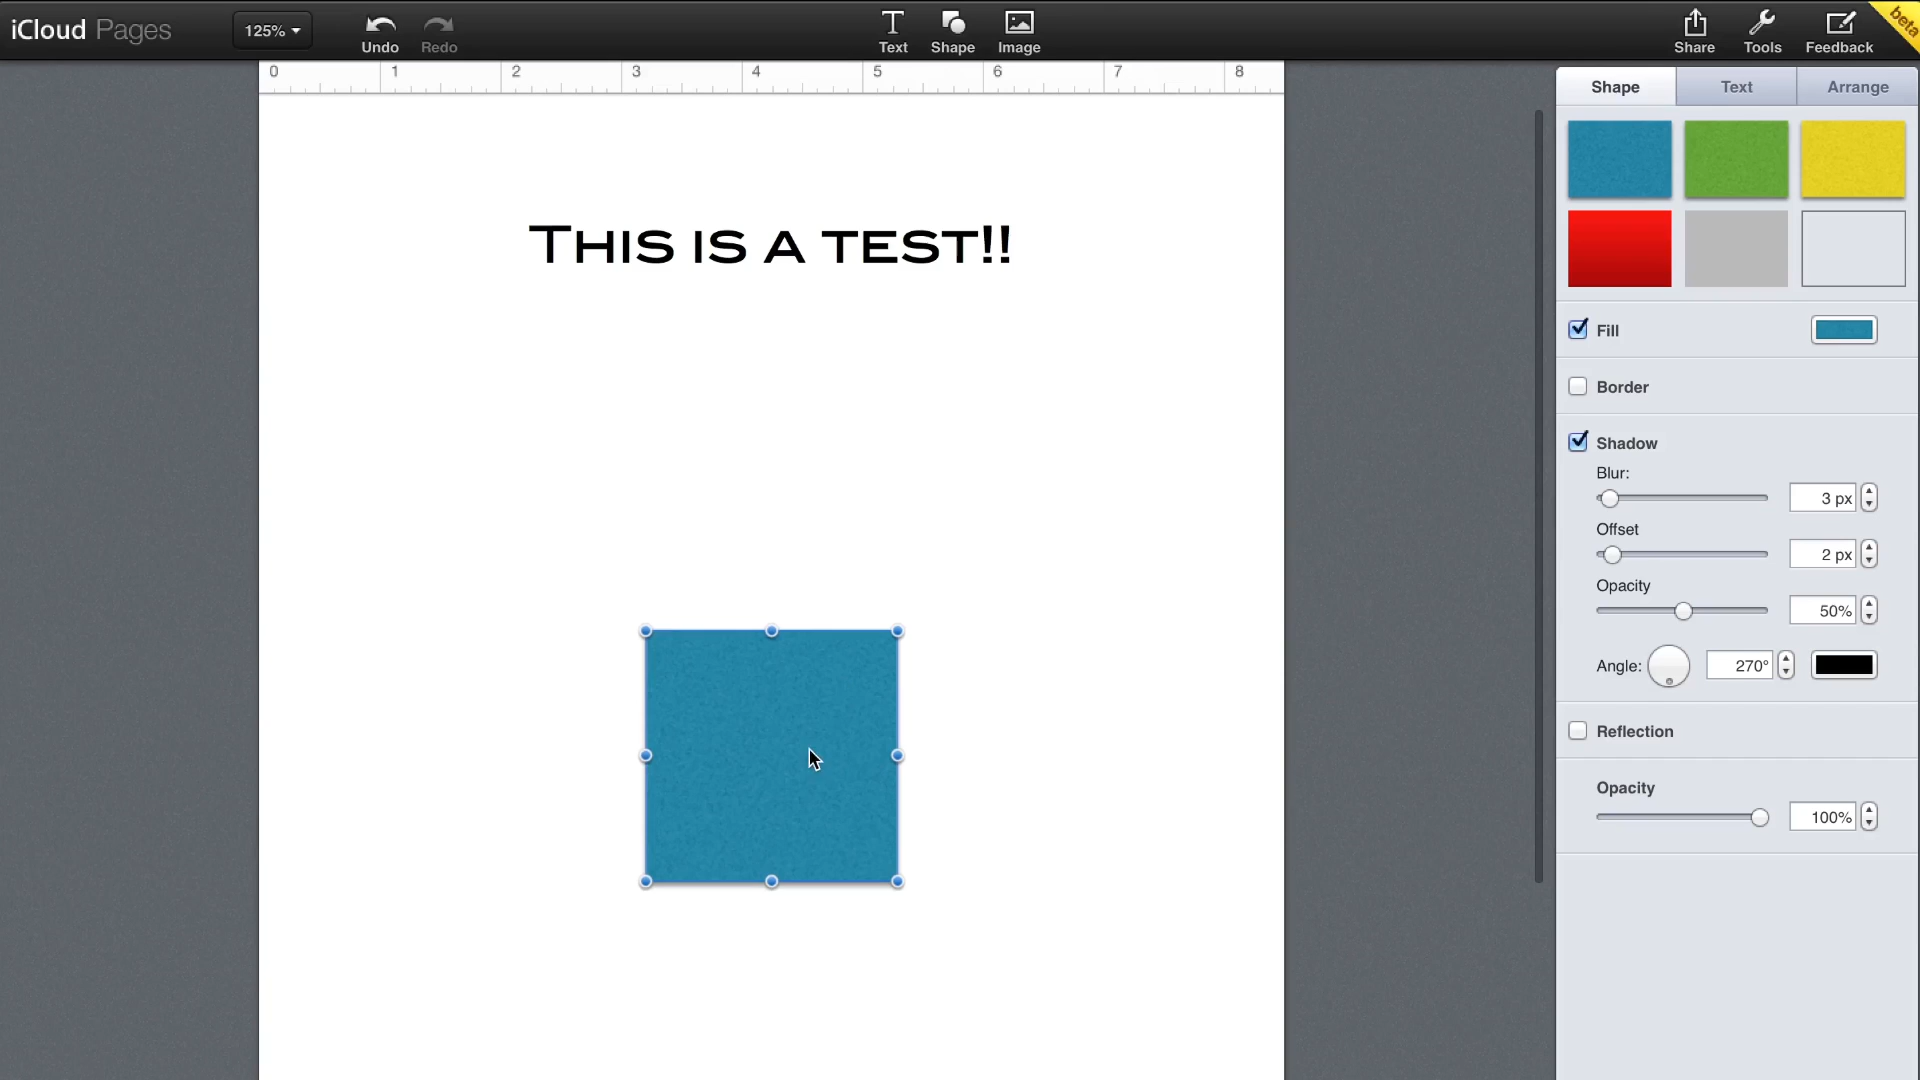 iCloud Pages
125%
Undo
Redo
Text
Shape
Image
Share
Tools
Feedback
beta
0 1 2 3 4 5 6 7 8
Shape
Text
Arrange
THIS IS A TEST!!
Fill
Border
Shadow
Blur:
3 px
Offset
2 px
Opacity
50%
Angle:
270°
Reflection
Opacity
100%